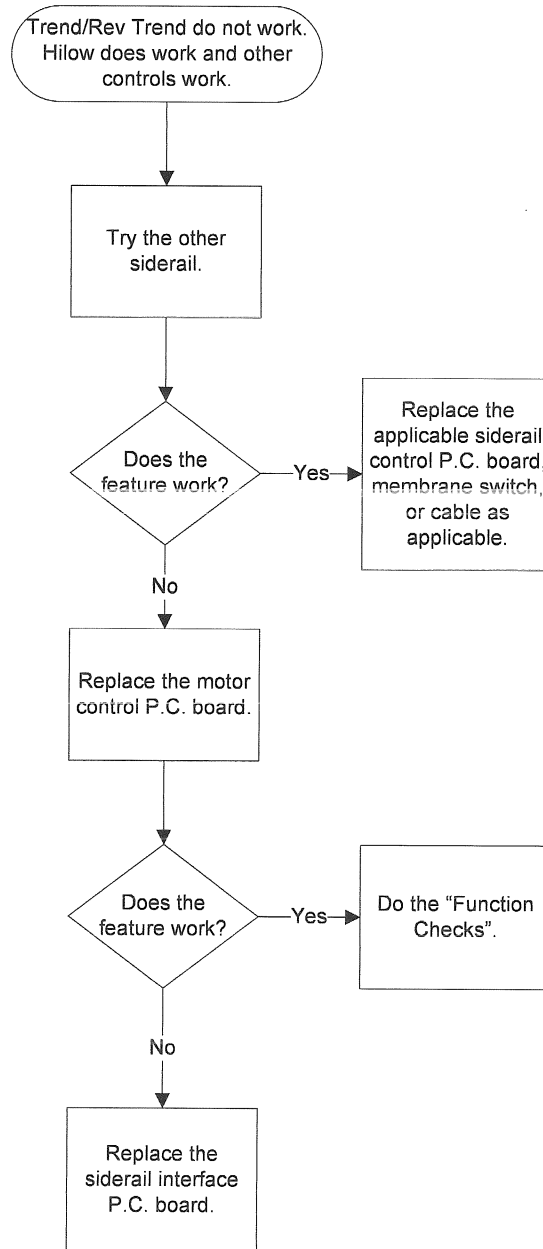 Trend/Rev Trend do not work.
Hilow does work and other
controls work.
Try the other
siderail.
Does the
feature work?
Yes
Replace the
applicable siderail
control P.C. board,
membrane switch,
or cable as
applicable.
No
Replace the motor
control P.C. board.
Does the
feature work?
Yes
Do the “Function
Checks”.
No
Replace the
siderail interface
P.C. board.